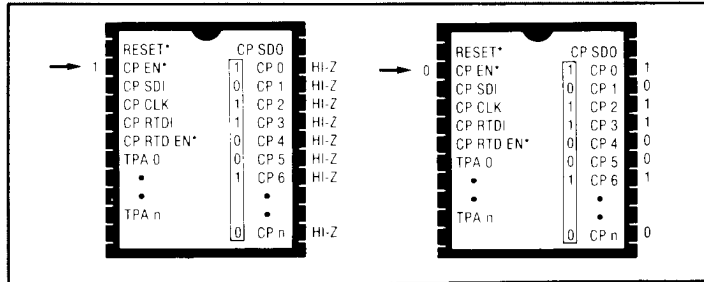 RESET* CP SDO
1 CP EN* 1 CP 0 HI-Z
CP SDI 0 CP 1 HI-Z
CP CLK 1 CP 2 HI-Z
CP RTDI 1 CP 3 HI-Z
CP RTD EN* 0 CP 4 HI-Z
TPA 0 0 CP 5 HI-Z
1 CP 6 HI-Z
TPA n
0 CP n HI-Z
RESET* CP SDO
0 CP EN* 1 CP 0 1
CP SDI 0 CP 1 0
CP CLK 1 CP 2 1
CP RTDI 1 CP 3 1
CP RTD EN* 0 CP 4 0
TPA 0 0 CP 5 0
1 CP 6 1
TPA n
0 CP n 0